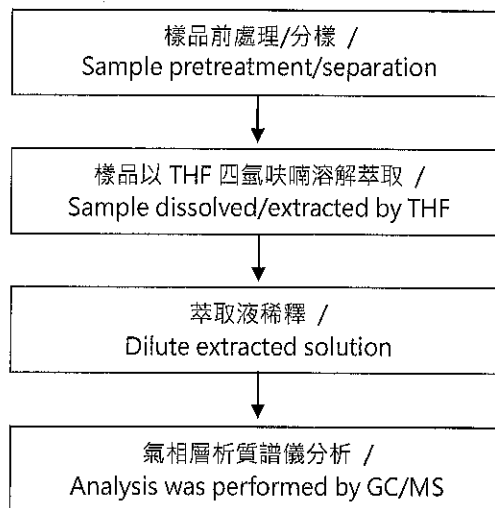 樣品前處理/分樣 /
Sample pretreatment/separation
樣品以 THF 四氫呋喃溶解萃取 /
Sample dissolved/extracted by THF
萃取液稀釋 /
Dilute extracted solution
氣相層析質譜儀分析 /
Analysis was performed by GC/MS